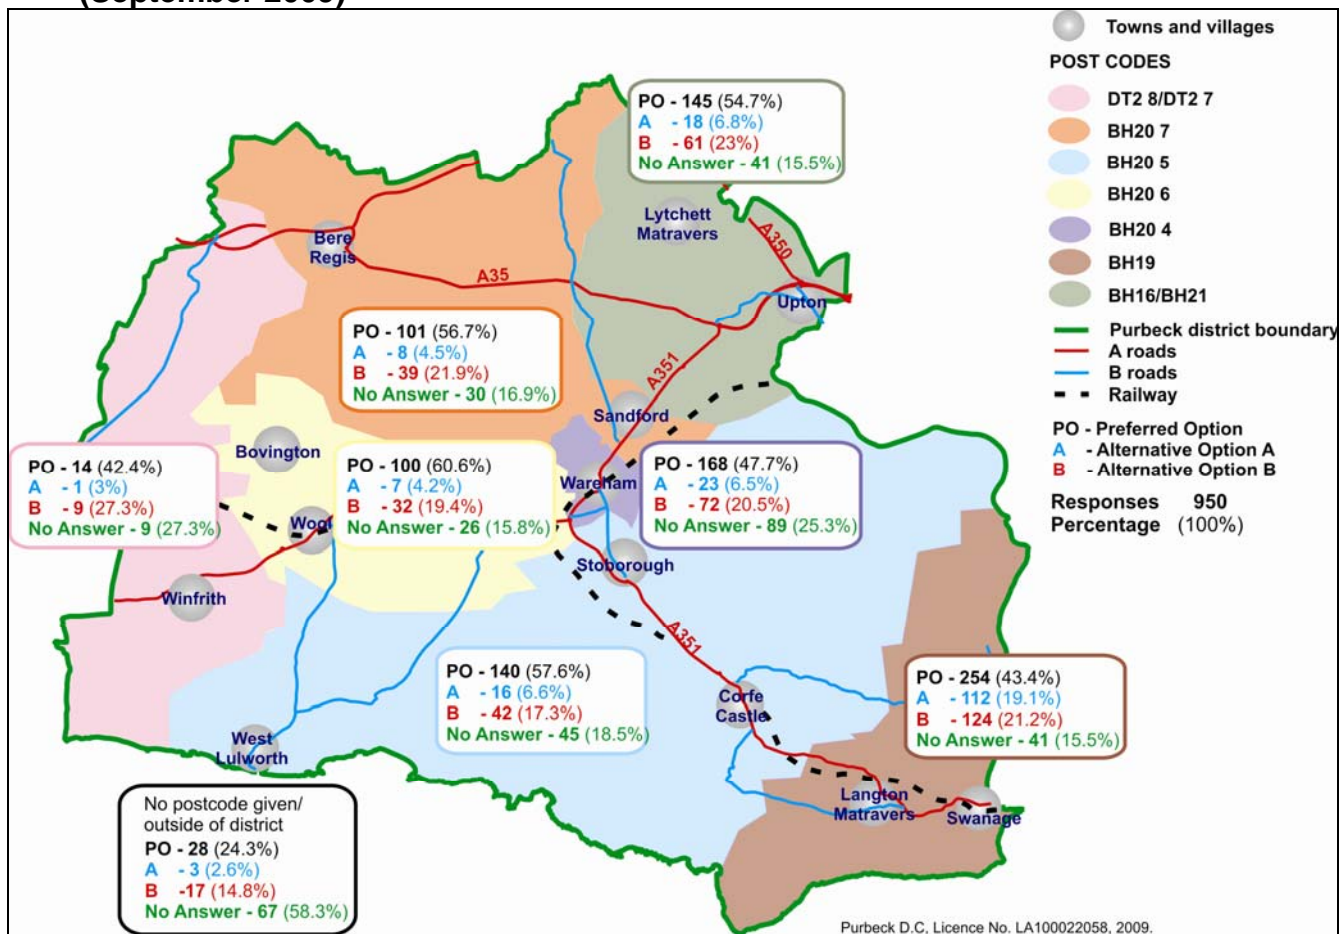 (September
Towns and villages
POST CODES
DT2 8/DT2 7
BH20 7
BH20 5
BH20 6
BH20 4
BH19
BH16/BH21
Purbeck district boundary
A roads
B roads
Railway
PO - Preferred Option
A - Alternative Option A
B - Alternative Option B
Responses 950
Percentage (100%)
PO - 145 (54.7%)
A - 18 (6.8%)
B - 61 (23%)
No Answer - 41 (15.5%)
Lytchett
Matravers
A350
Upton
Bere
Regis
A35
A351
PO - 101 (56.7%)
A - 8 (4.5%)
B - 39 (21.9%)
No Answer - 30 (16.9%)
Sandford
Bovington
PO - 14 (42.4%)
A - 1 (3%)
B - 9 (27.3%)
No Answer - 9 (27.3%)
PO - 100 (60.6%)
A - 7 (4.2%)
B - 32 (19.4%)
No Answer - 26 (15.8%)
Wareham
PO - 168 (47.7%)
A - 23 (6.5%)
B - 72 (20.5%)
No Answer - 89 (25.3%)
Wool
Stoborough
Winfrith
A351
PO - 140 (57.6%)
A - 16 (6.6%)
B - 42 (17.3%)
No Answer - 45 (18.5%)
Corfe
Castle
PO - 254 (43.4%)
A - 112 (19.1%)
B - 124 (21.2%)
No Answer - 41 (15.5%)
West
Lulworth
Langton
Matravers
Swanage
No postcode given/
outside of district
PO - 28 (24.3%)
A - 3 (2.6%)
B -17 (14.8%)
No Answer - 67 (58.3%)
Purbeck D.C, Licence No. LA100022058, 2009.